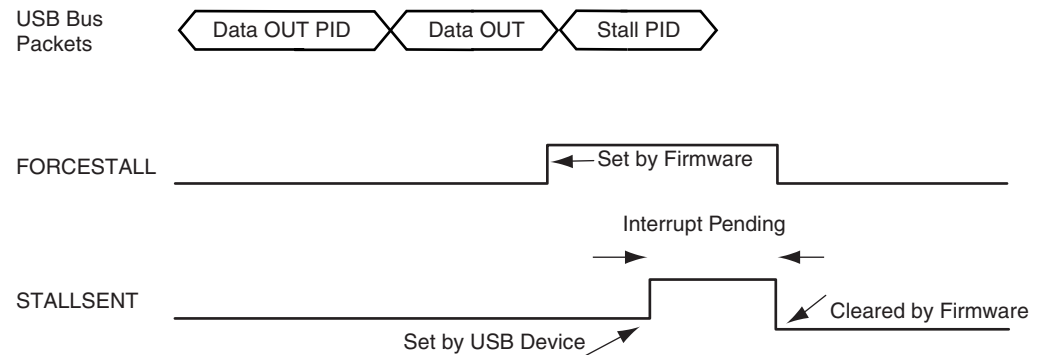 USB Bus
Packets
Data OUT PID
Data OUT
Stall PID
FORCESTALL
Set by Firmware
Interrupt Pending
STALLSENT
Cleared by Firmware
Set by USB Device